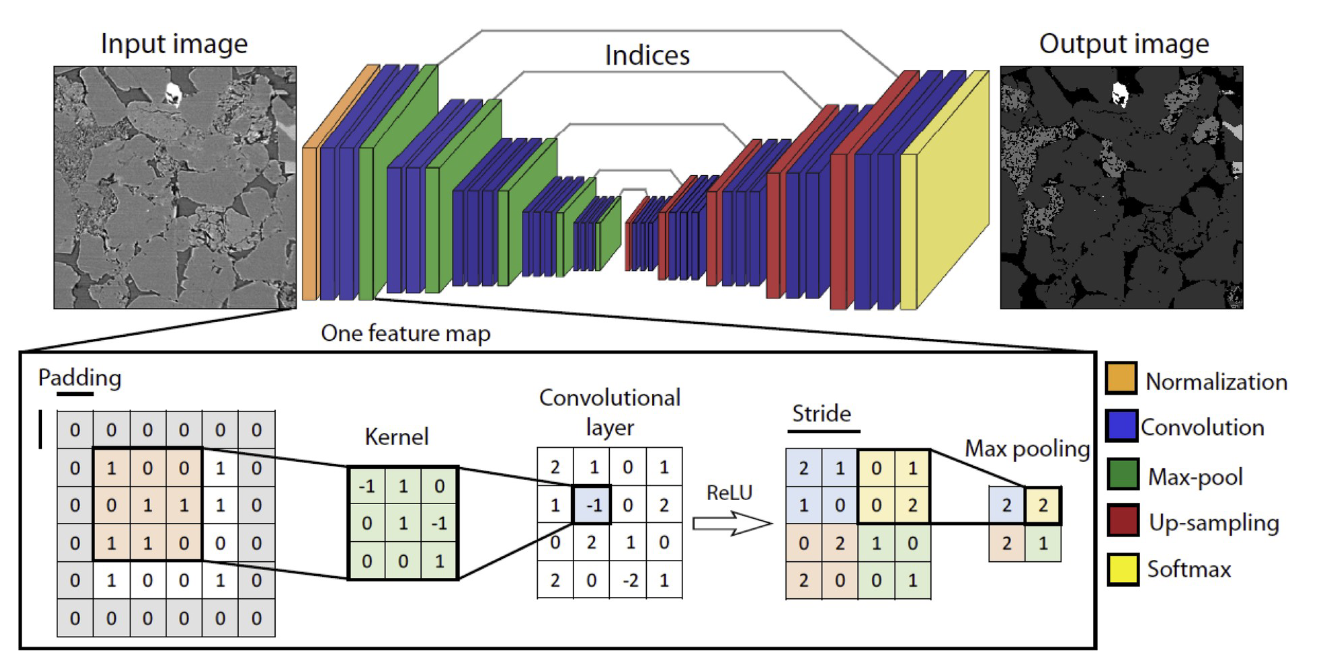 Input image
Indices
Output image
One feature map
Padding
0 0 0 0 0 0
0 1 0 0 1 0
0 0 1 1 1 0
0 1 1 0 0 0
0 1 0 0 1 0
0 0 0 0 0 0
Kernel
-1 1 0
0 1 -1
0 0 1
Convolutional
layer
2 1 0 1
1 -1 0 2
0 2 1 0
2 0 -2 1
ReLU
Stride
2 1 0 1
1 0 0 2
0 2 1 0
2 0 0 1
Max pooling
2 2
2 1
Normalization
Convolution
Max-pool
Up-sampling
Softmax